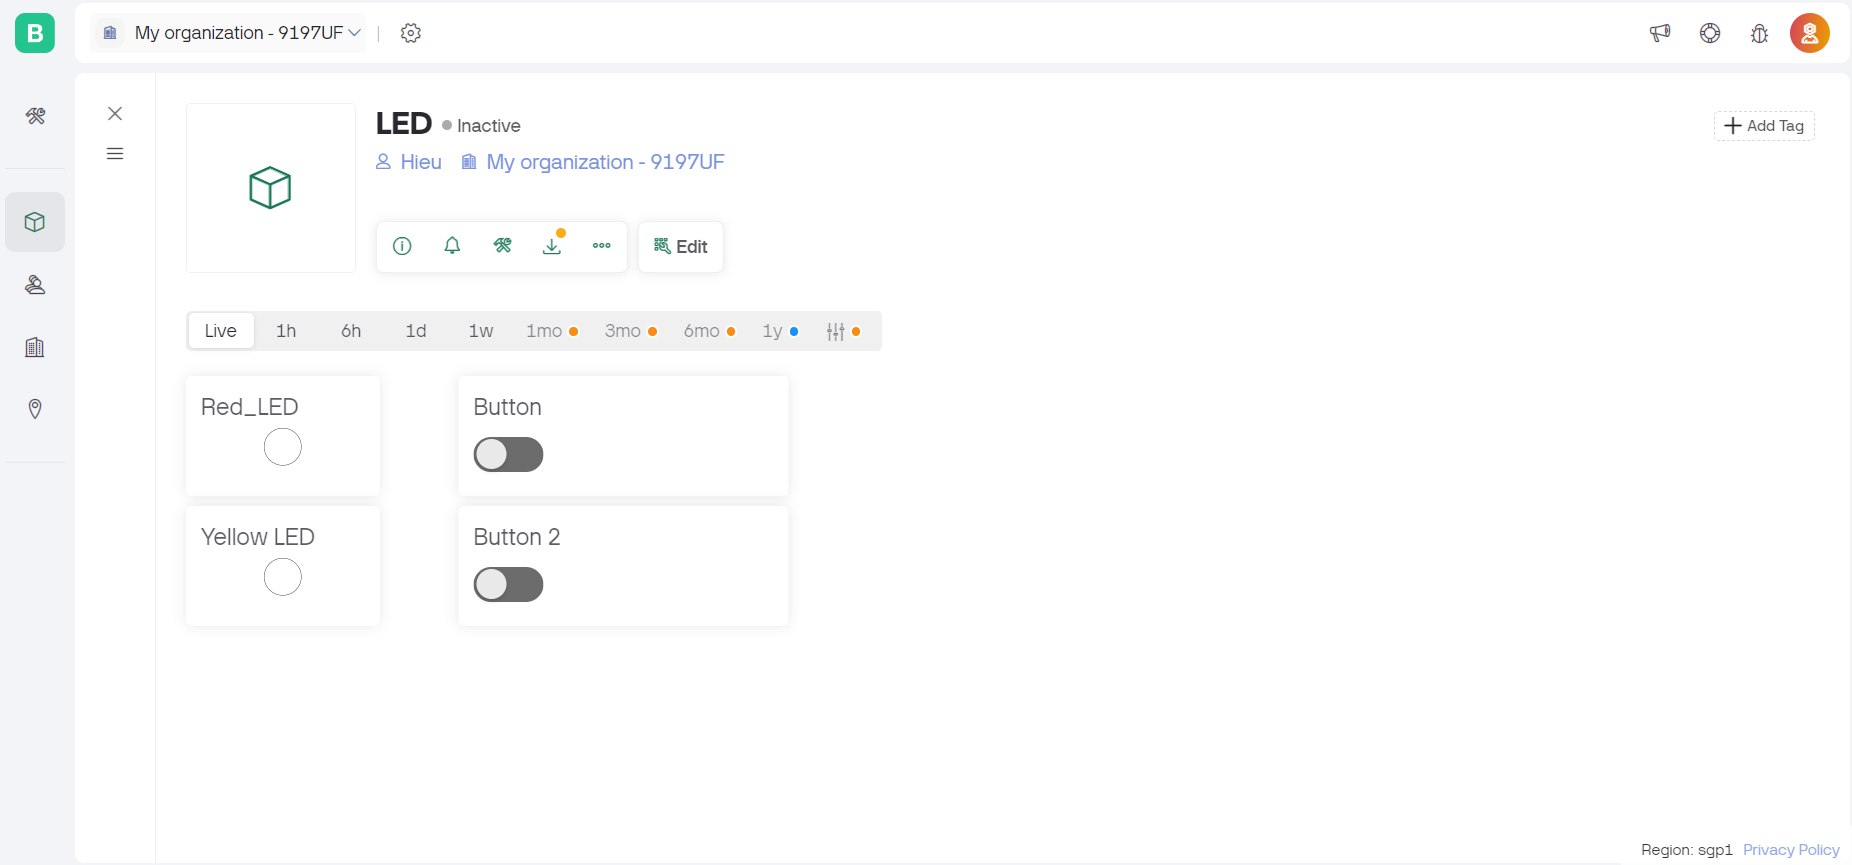 B
My organization - 9197UF
LED Inactive
Add Tag
Hieu My organization - 9197UF
Edit
Live 1h 6h 1d 1w 1mo 3mo 6mo 1y
Red_LED
Button
Yellow LED
Button 2
Region: sgp1 Privacy Policy